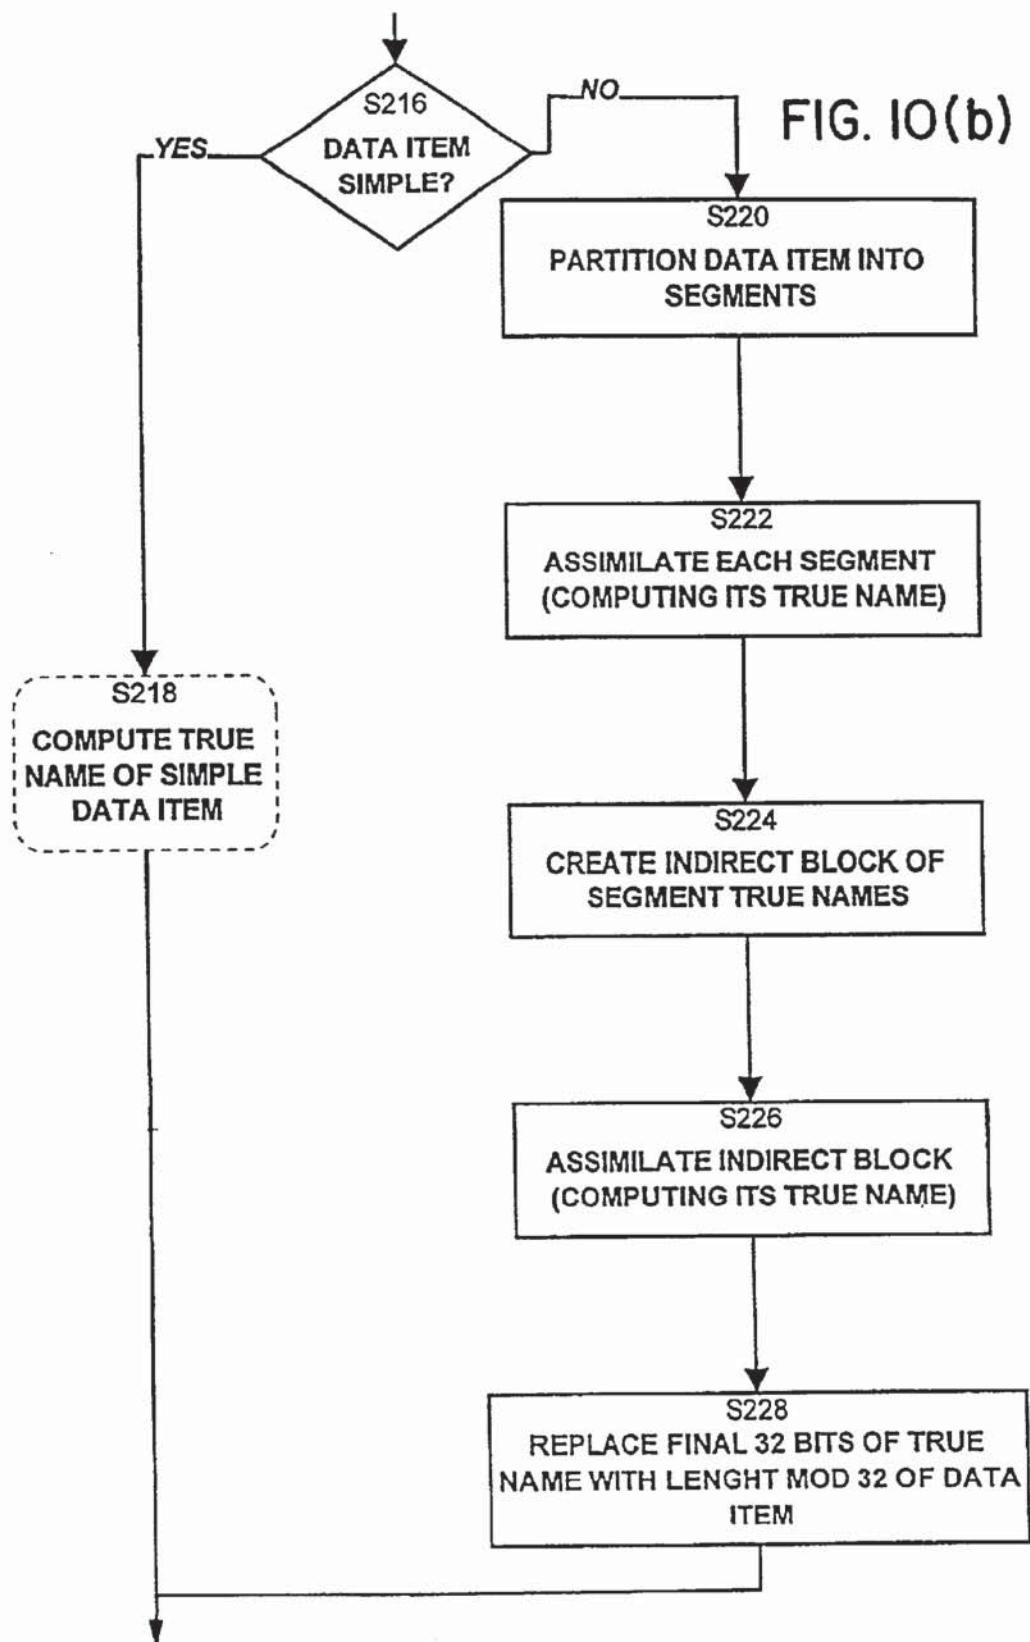 FIG. 10(b)
S216
DATA ITEM
SIMPLE?
YES
NO
S220
PARTITION DATA ITEM INTO
SEGMENTS
S222
ASSIMILATE EACH SEGMENT
(COMPUTING ITS TRUE NAME)
S218
COMPUTE TRUE
NAME OF SIMPLE
DATA ITEM
S224
CREATE INDIRECT BLOCK OF
SEGMENT TRUE NAMES
S226
ASSIMILATE INDIRECT BLOCK
(COMPUTING ITS TRUE NAME)
S228
REPLACE FINAL 32 BITS OF TRUE
NAME WITH LENGHT MOD 32 OF DATA
ITEM